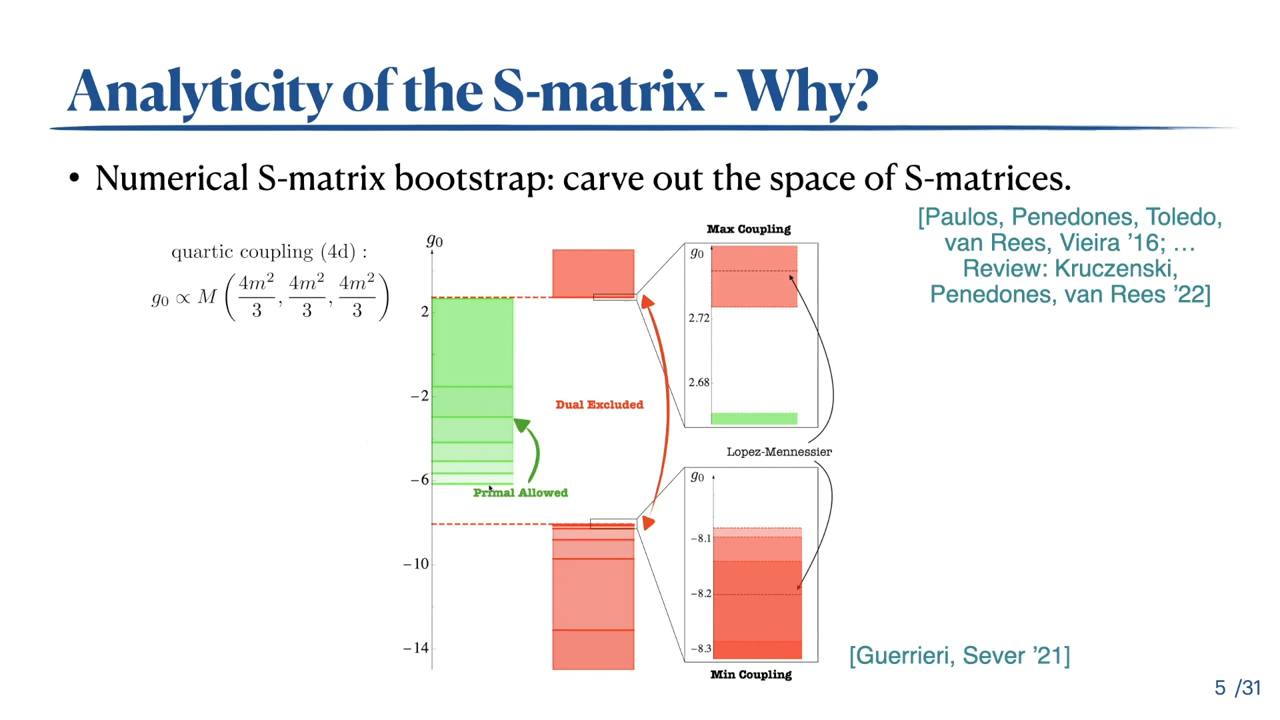 Analyticity of the S-matrix - Why?
• Numerical S-matrix bootstrap: carve out the space of S-matrices.
[Paulos, Penedones, Toledo,
van Rees, Vieira ’16; …
Review: Kruczenski,
Penedones, van Rees ’22]
quartic coupling (4d) :
g₀ ∝ M ( 4m²/3 , 4m²/3 , 4m²/3 )
g₀
2
−2
−6
−10
−14
Dual Excluded
Primal Allowed
Max Coupling
g₀
2.72
2.68
Lopez-Mennessier
g₀
−8.1
−8.2
−8.3
Min Coupling
[Guerrieri, Sever ’21]
5 /31